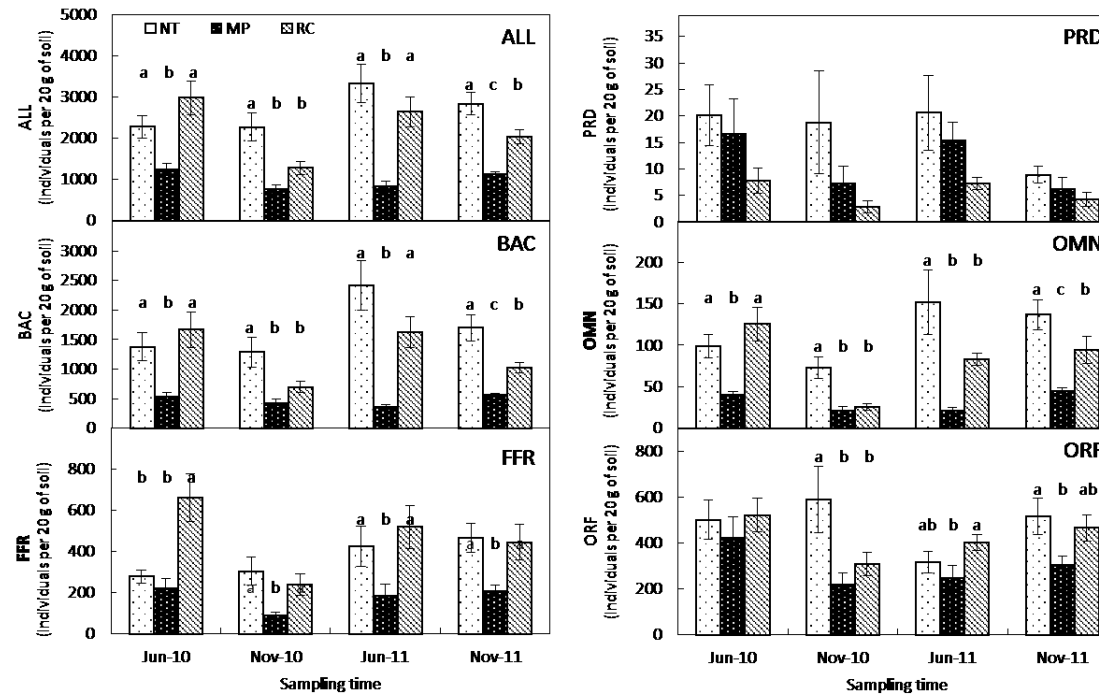 5000
4000
3000
2000
1000
0
ALL
(Individuals per 20 g of soil)
NT MP RC
ALL
a b a
a b b
a b a
a c b
3000
2500
2000
1500
1000
500
0
BAC
(Individuals per 20 g of soil)
BAC
a b a
a b b
a b a
a c b
800
600
400
200
0
FFR
(Individuals per 20 g of soil)
FFR
b b a
a b a
a b a
a b a
Jun-10 Nov-10 Jun-11 Nov-11
Sampling time
35
30
25
20
15
10
5
0
PRD
(Individuals per 20 g of soil)
PRD
200
150
100
50
0
OMN
(Individuals per 20 g of soil)
OMN
a b a
a b b
a b b
a c b
800
600
400
200
0
ORF
(Individuals per 20 g of soil)
ORF
a b b
ab b a
a b ab
Jun-10 Nov-10 Jun-11 Nov-11
Sampling time